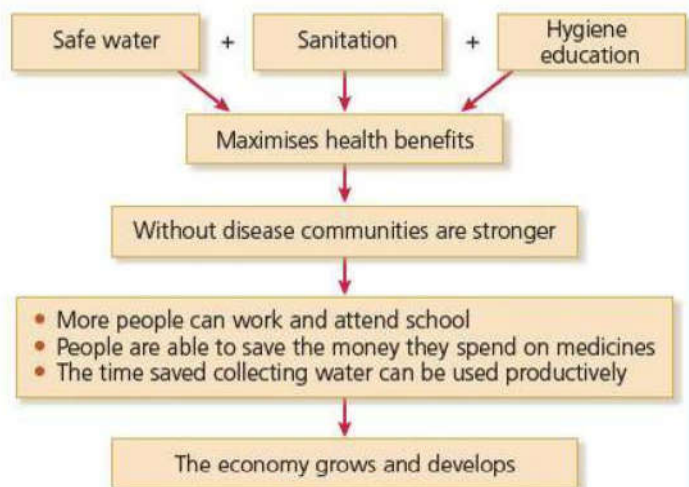 Safe water
+
Sanitation
+
Hygiene
education
Maximises health benefits
Without disease communities are stronger
• More people can work and attend school
• People are able to save the money they spend on medicines
• The time saved collecting water can be used productively
The economy grows and develops